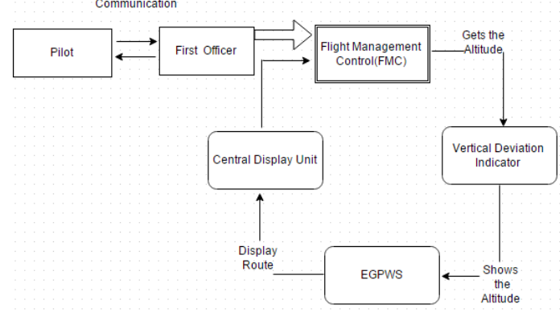 Communication
Pilot
First Officer
Flight Management
Control(FMC)
Gets the
Altitude
Central Display Unit
Vertical Deviation
Indicator
Display
Route
EGPWS
Shows
the
Altitude